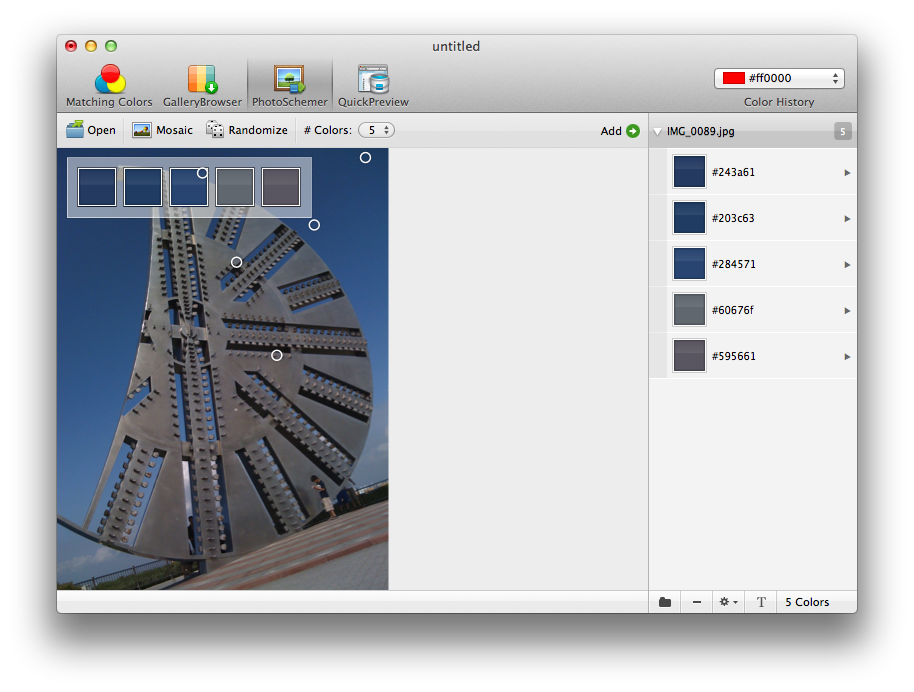 untitled
Matching Colors GalleryBrowser PhotoSchemer QuickPreview
#ff0000
Color History
Open Mosaic Randomize # Colors: 5 Add
IMG_0089.jpg 5
#243a61
#203c63
#284571
#60676f
#595661
T 5 Colors